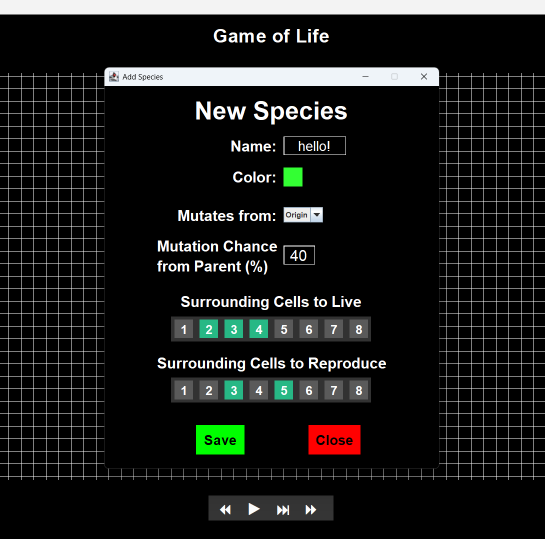 Game of Life
Add Species
New Species
Name: hello!
Color:
Mutates from: Origin
Mutation Chance
from Parent (%) 40
Surrounding Cells to Live
1 2 3 4 5 6 7 8
Surrounding Cells to Reproduce
1 2 3 4 5 6 7 8
Save Close